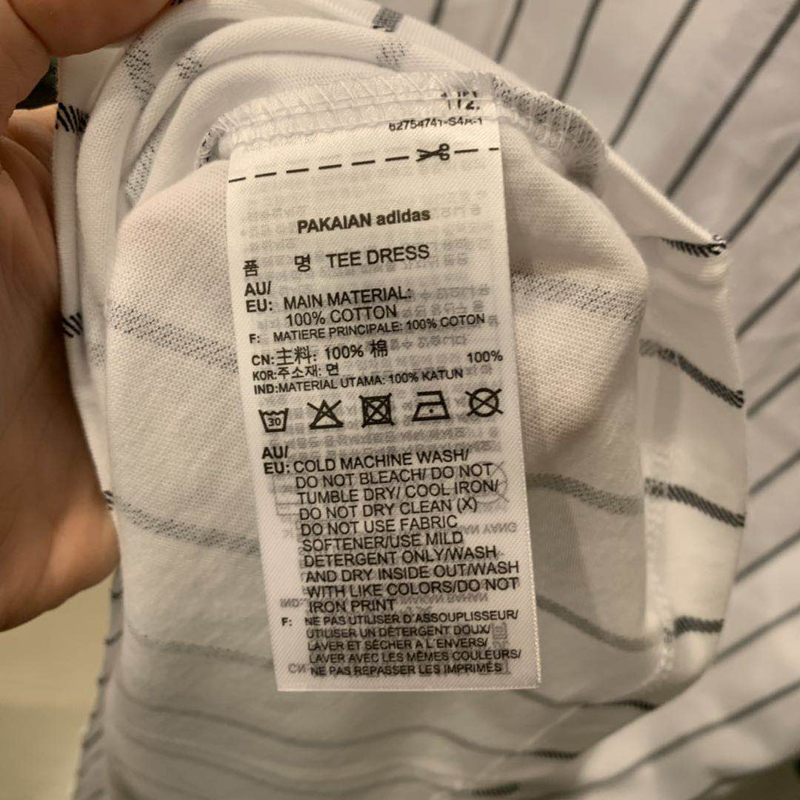 62754741-S4A-1
PAKAIAN adidas
품 명 TEE DRESS
AU/
EU: MAIN MATERIAL:
100% COTTON
F: MATIERE PRINCIPALE: 100% COTON
CN:主料: 100% 棉
KOR:주소재: 면 100%
IND:MATERIAL UTAMA: 100% KATUN
30
AU/
EU: COLD MACHINE WASH/
DO NOT BLEACH/ DO NOT
TUMBLE DRY/ COOL IRON/
DO NOT DRY CLEAN (X)
DO NOT USE FABRIC
SOFTENER/USE MILD
DETERGENT ONLY/WASH
AND DRY INSIDE OUT/WASH
WITH LIKE COLORS/DO NOT
IRON PRINT
F: NE PAS UTILISER D'ASSOUPLISSEUR/
UTILISER UN DÉTERGENT DOUX/
LAVER ET SÉCHER A L'ENVERS/
LAVER AVEC LES MÊMES COULEURS/
NE PAS REPASSER LES IMPRIMÉS